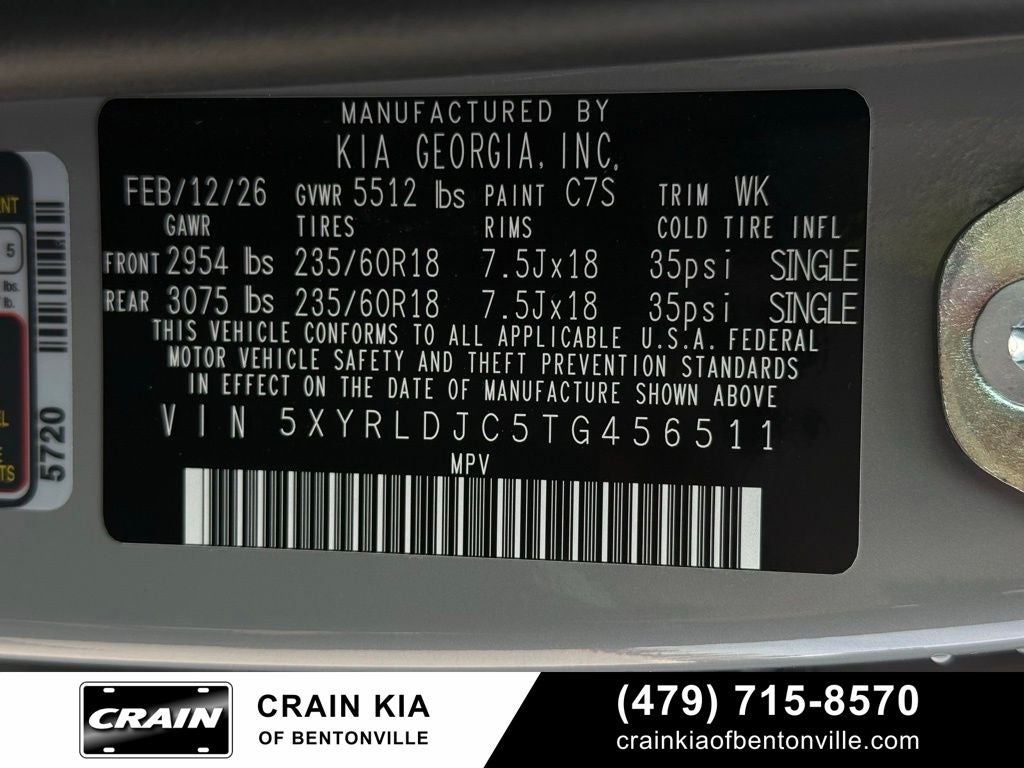 MANUFACTURED BY
KIA GEORGIA, INC.
FEB/12/26 GVWR 5512 lbs PAINT C7S TRIM WK
GAWR TIRES RIMS COLD TIRE INFL
FRONT 2954 lbs 235/60R18 7.5Jx18 35psi SINGLE
REAR 3075 lbs 235/60R18 7.5Jx18 35psi SINGLE
THIS VEHICLE CONFORMS TO ALL APPLICABLE U.S.A. FEDERAL
MOTOR VEHICLE SAFETY AND THEFT PREVENTION STANDARDS
IN EFFECT ON THE DATE OF MANUFACTURE SHOWN ABOVE
VIN 5XYRLDJC5TG456511
MPV
5
lbs.
lb.
5720
CRAIN
CRAIN KIA
OF BENTONVILLE
(479) 715-8570
crainkiaofbentonville.com